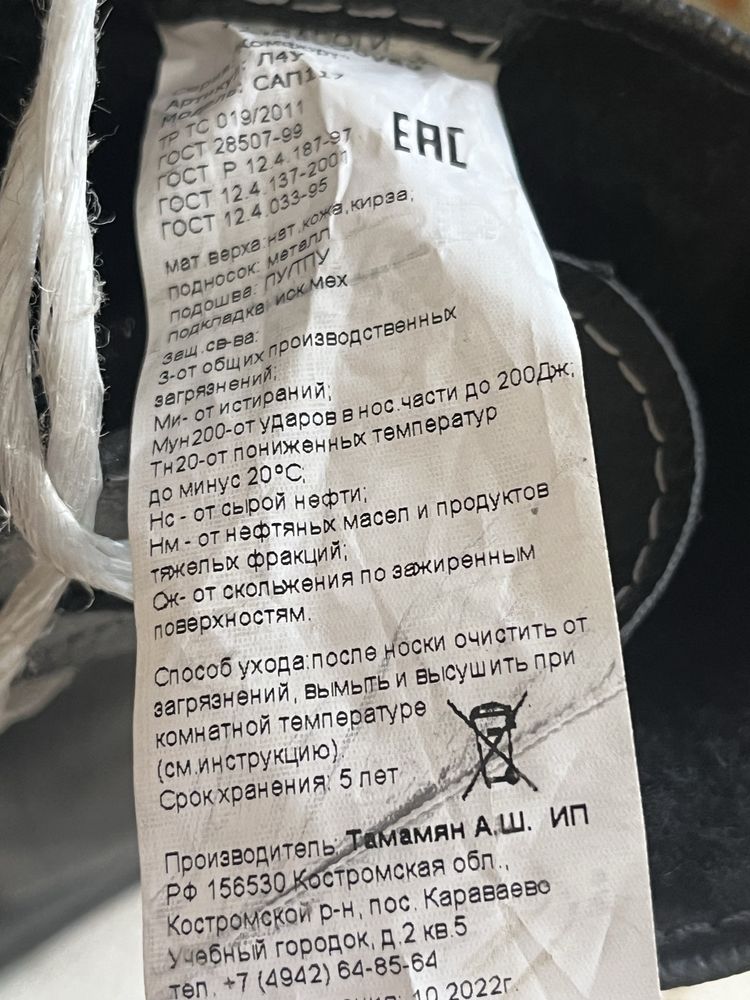 САПОГИ
Л4У
Артикул:
Модель: САП
ТР ТС 019/2011
ГОСТ 28507-99
ГОСТ Р 12.4.187-97
ГОСТ 12.4.137-2001
ГОСТ 12.4.033-95
EAC
мат.верха:нат.кожа,кирза;
подносок: металл
подошва: ПУ/ТПУ
подкладка: иск.мех
защ.св-ва:
З-от общих производственных
загрязнений;
Ми- от истираний;
Мун200-от ударов в нос.части до 200Дж;
Тн20-от пониженных температур
до минус 20°С;
Нс - от сырой нефти;
Нм - от нефтяных масел и продуктов
тяжелых фракций;
Сж- от скольжения по зажиренным
поверхностям.
Способ ухода:после носки очистить от
загрязнений, вымыть и высушить при
комнатной температуре
(см.инструкцию).
Срок хранения: 5 лет
Производитель: Тамамян А.Ш. ИП
РФ 156530 Костромская обл.,
Костромской р-н, пос. Караваево
Учебный городок, д.2 кв.5
тел. +7 (4942) 64-85-64
10.2022г.